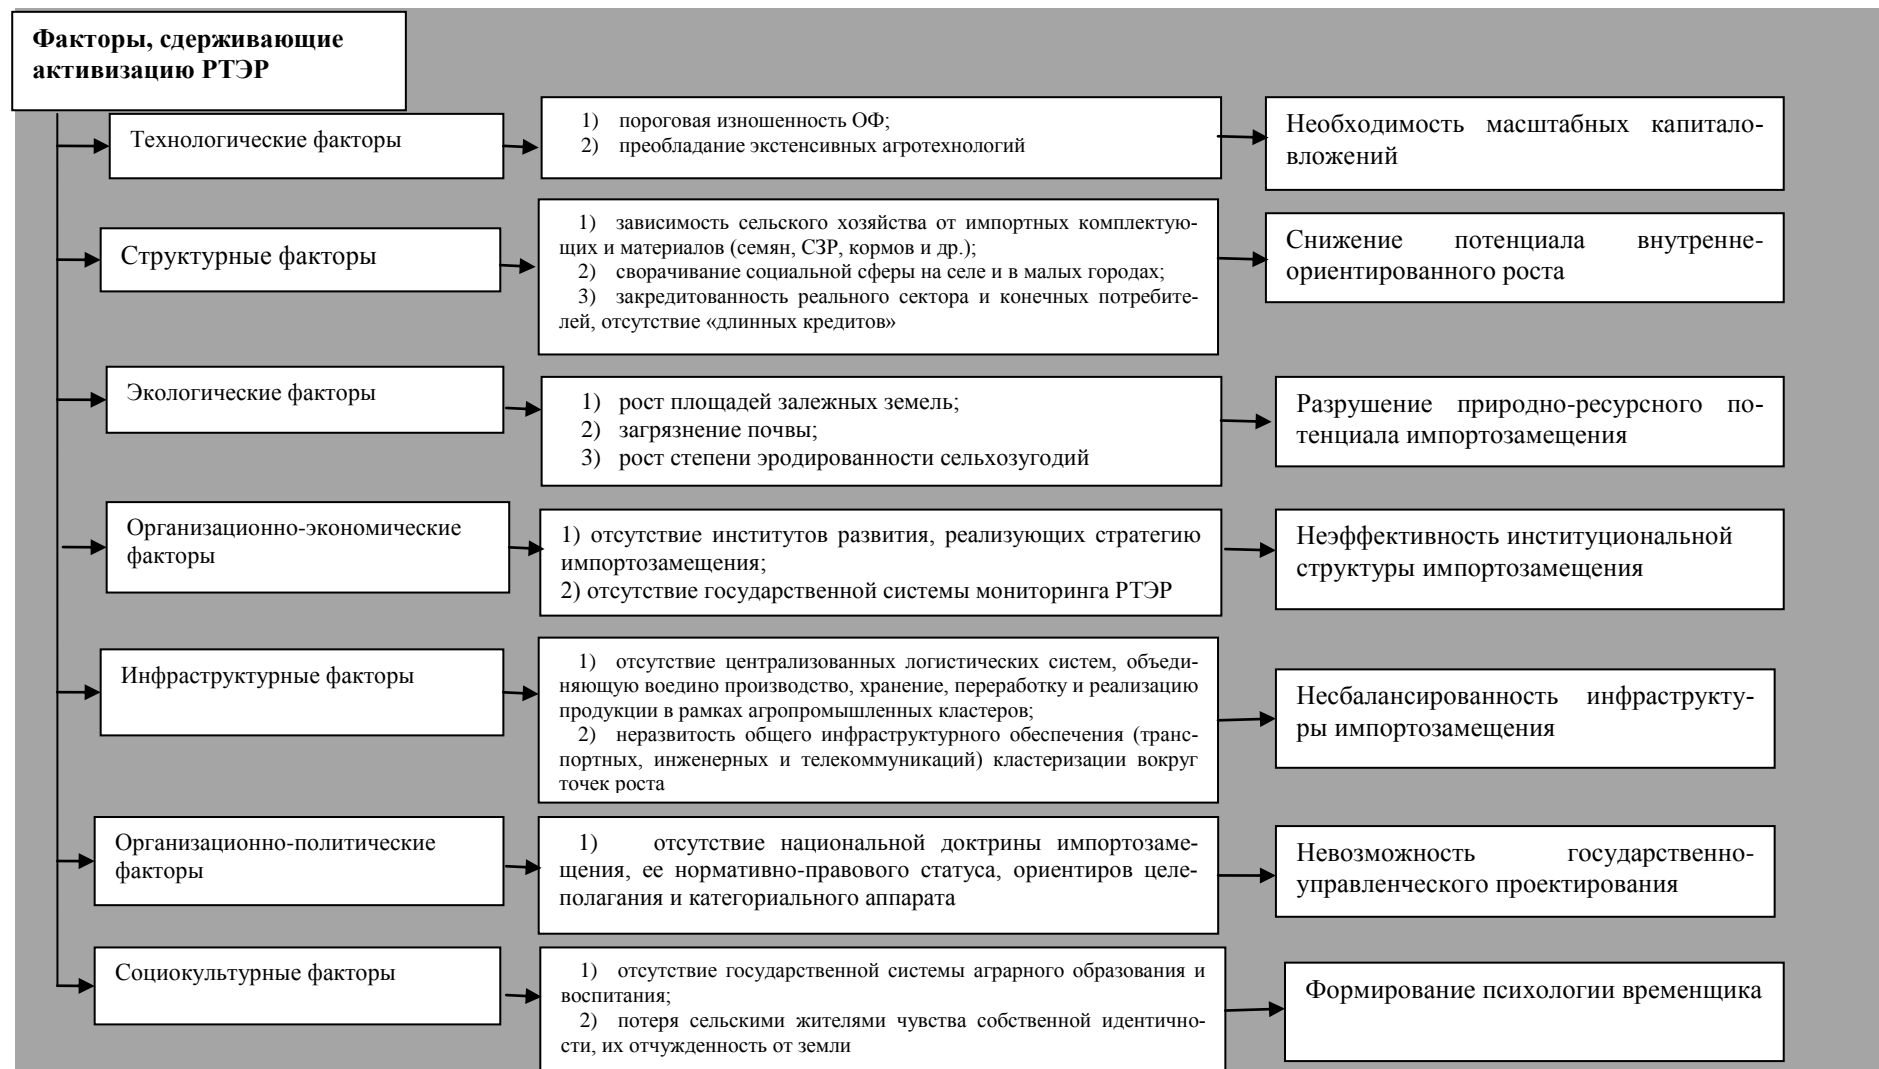 Факторы, сдерживающие
активизацию РТЭР
Технологические факторы
1) пороговая изношенность ОФ;
2) преобладание экстенсивных агротехнологий
Необходимость масштабных капитало-
вложений
Структурные факторы
1) зависимость сельского хозяйства от импортных комплектую-
щих и материалов (семян, СЗР, кормов и др.);
2) сворачивание социальной сферы на селе и в малых городах;
3) закредитованность реального сектора и конечных потребите-
лей, отсутствие «длинных кредитов»
Снижение потенциала внутренне-
ориентированного роста
Экологические факторы
1) рост площадей залежных земель;
2) загрязнение почвы;
3) рост степени эродированности сельхозугодий
Разрушение природно-ресурсного по-
тенциала импортозамещения
Организационно-экономические
факторы
1) отсутствие институтов развития, реализующих стратегию
импортозамещения;
2) отсутствие государственной системы мониторинга РТЭР
Неэффективность институциональной
структуры импортозамещения
Инфраструктурные факторы
1) отсутствие централизованных логистических систем, объеди-
няющую воедино производство, хранение, переработку и реализацию
продукции в рамках агропромышленных кластеров;
2) неразвитость общего инфраструктурного обеспечения (транс-
портных, инженерных и телекоммуникаций) кластеризации вокруг
точек роста
Несбалансированность инфраструкту-
ры импортозамещения
Организационно-политические
факторы
1) отсутствие национальной доктрины импортозаме-
щения, ее нормативно-правового статуса, ориентиров целе-
полагания и категориального аппарата
Невозможность государственно-
управленческого проектирования
Социокультурные факторы
1) отсутствие государственной системы аграрного образования и
воспитания;
2) потеря сельскими жителями чувства собственной идентично-
сти, их отчужденность от земли
Формирование психологии временщика